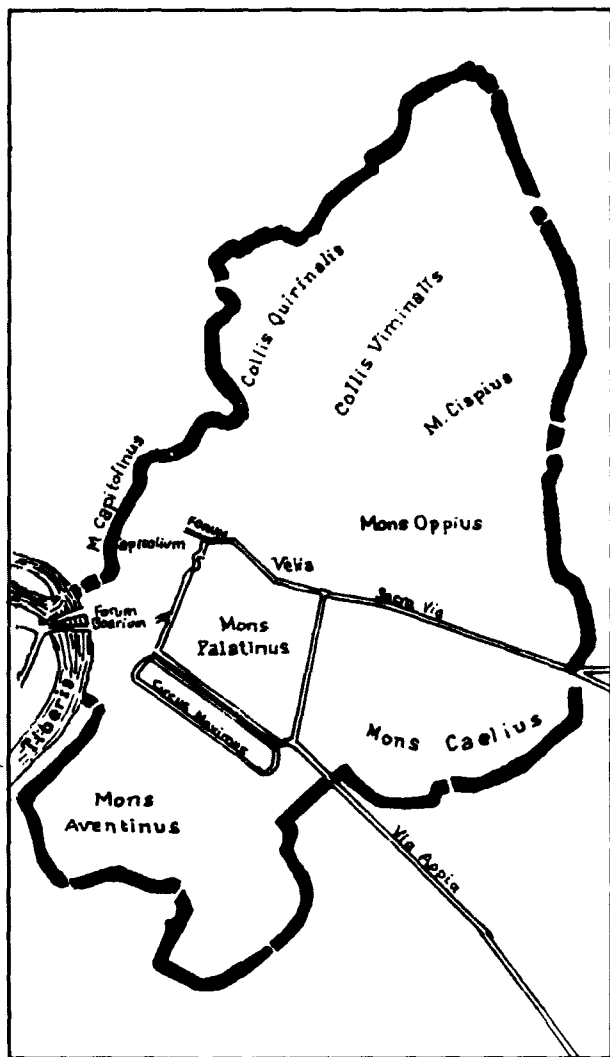 Collis Quirinalis
Collis Viminalis
M. Cispius
M Capitolinus
Mons Oppius
Forum
Capitolium
Velia
Sacra Via
Forum
Boarium
Mons
Palatinus
Circus Maximus
Tiberis
Mons Caelius
Mons
Aventinus
Via Appia